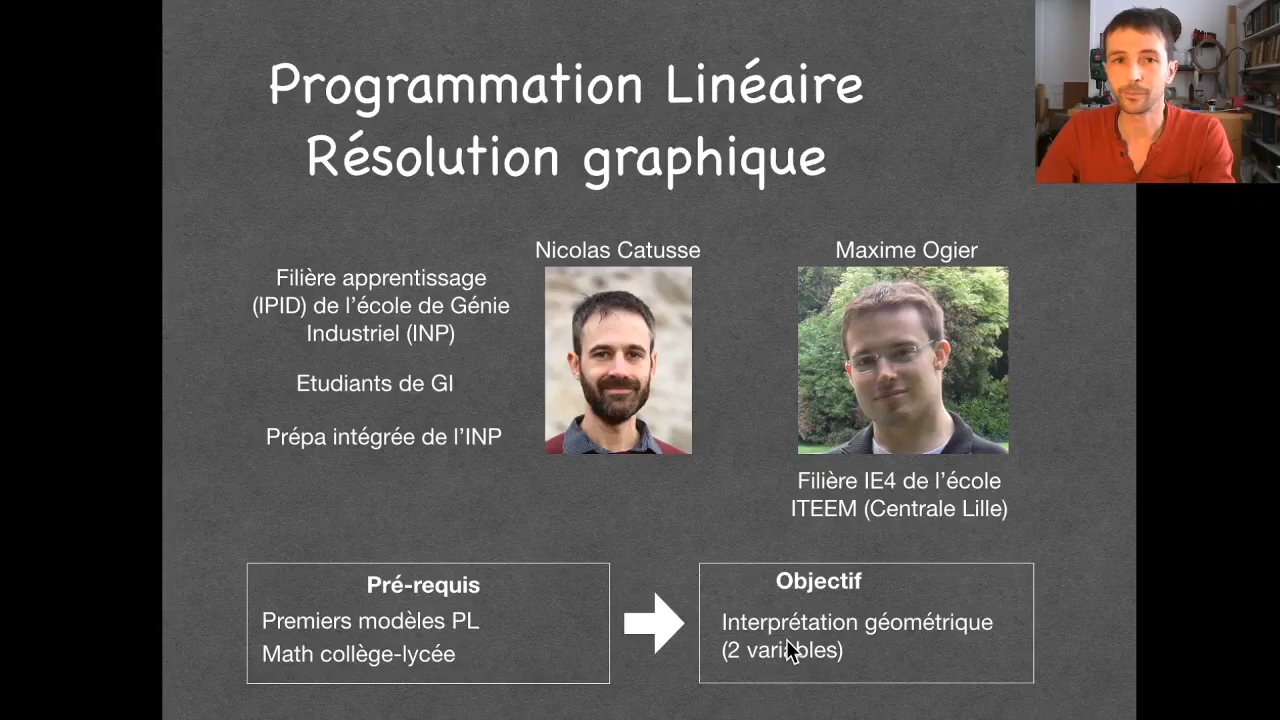 Programmation Linéaire
Résolution graphique
Nicolas Catusse
Maxime Ogier
Filière apprentissage
(IPID) de l'école de Génie
Industriel (INP)
Etudiants de GI
Prépa intégrée de l'INP
Filière IE4 de l'école
ITEEM (Centrale Lille)
Pré-requis
Premiers modèles PL
Math collège-lycée
Objectif
Interprétation géométrique
(2 variables)